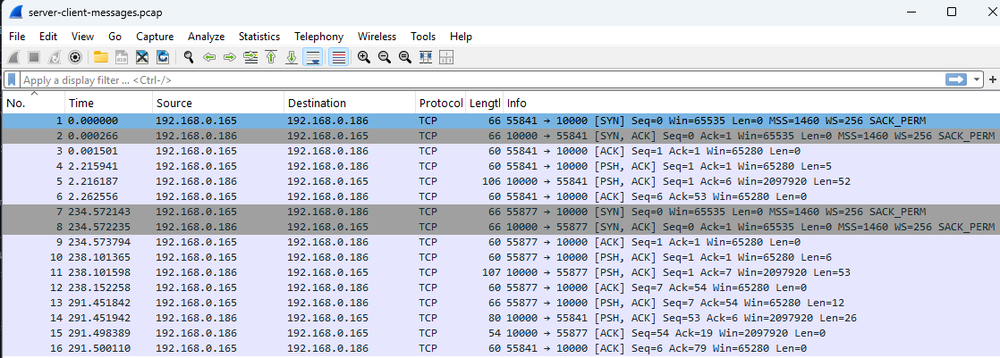 server-client-messages.pcap
File Edit View Go Capture Analyze Statistics Telephony Wireless Tools Help
Apply a display filter ... <Ctrl-/>
No. Time Source Destination Protocol Lengtl Info
1 0.000000 192.168.0.165 192.168.0.186 TCP 66 55841 → 10000 [SYN] Seq=0 Win=65535 Len=0 MSS=1460 WS=256 SACK_PERM
2 0.000266 192.168.0.186 192.168.0.165 TCP 66 10000 → 55841 [SYN, ACK] Seq=0 Ack=1 Win=65535 Len=0 MSS=1460 WS=256 SACK_PERM
3 0.001501 192.168.0.165 192.168.0.186 TCP 60 55841 → 10000 [ACK] Seq=1 Ack=1 Win=65280 Len=0
4 2.215941 192.168.0.165 192.168.0.186 TCP 60 55841 → 10000 [PSH, ACK] Seq=1 Ack=1 Win=65280 Len=5
5 2.216187 192.168.0.186 192.168.0.165 TCP 106 10000 → 55841 [PSH, ACK] Seq=1 Ack=6 Win=2097920 Len=52
6 2.262556 192.168.0.165 192.168.0.186 TCP 60 55841 → 10000 [ACK] Seq=6 Ack=53 Win=65280 Len=0
7 234.572143 192.168.0.165 192.168.0.186 TCP 66 55877 → 10000 [SYN] Seq=0 Win=65535 Len=0 MSS=1460 WS=256 SACK_PERM
8 234.572235 192.168.0.186 192.168.0.165 TCP 66 10000 → 55877 [SYN, ACK] Seq=0 Ack=1 Win=65535 Len=0 MSS=1460 WS=256 SACK_PERM
9 234.573794 192.168.0.165 192.168.0.186 TCP 60 55877 → 10000 [ACK] Seq=1 Ack=1 Win=65280 Len=0
10 238.101365 192.168.0.165 192.168.0.186 TCP 60 55877 → 10000 [PSH, ACK] Seq=1 Ack=1 Win=65280 Len=6
11 238.101598 192.168.0.186 192.168.0.165 TCP 107 10000 → 55877 [PSH, ACK] Seq=1 Ack=7 Win=2097920 Len=53
12 238.152258 192.168.0.165 192.168.0.186 TCP 60 55877 → 10000 [ACK] Seq=7 Ack=54 Win=65280 Len=0
13 291.451842 192.168.0.165 192.168.0.186 TCP 66 55877 → 10000 [PSH, ACK] Seq=7 Ack=54 Win=65280 Len=12
14 291.451942 192.168.0.186 192.168.0.165 TCP 80 10000 → 55841 [PSH, ACK] Seq=53 Ack=6 Win=2097920 Len=26
15 291.498389 192.168.0.186 192.168.0.165 TCP 54 10000 → 55877 [ACK] Seq=54 Ack=19 Win=2097920 Len=0
16 291.500110 192.168.0.165 192.168.0.186 TCP 60 55841 → 10000 [ACK] Seq=6 Ack=79 Win=65280 Len=0